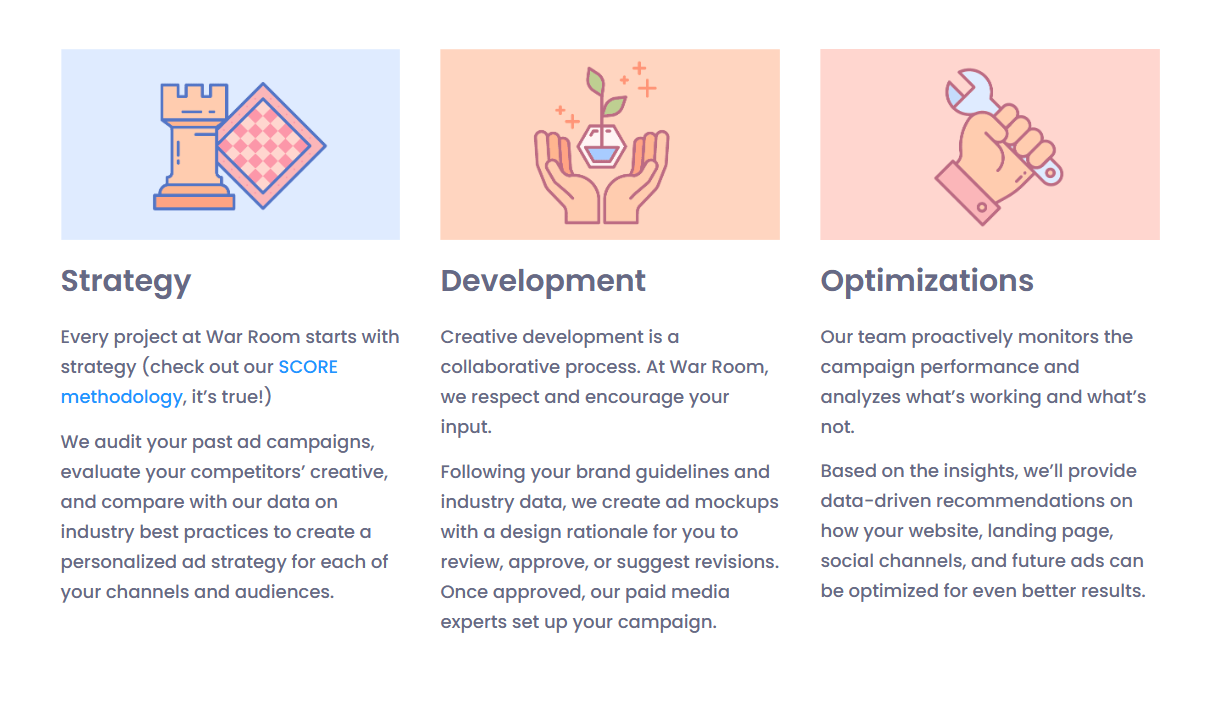 Strategy
Every project at War Room starts with
strategy (check out our SCORE
methodology, it’s true!)
We audit your past ad campaigns,
evaluate your competitors’ creative,
and compare with our data on
industry best practices to create a
personalized ad strategy for each of
your channels and audiences.
Development
Creative development is a
collaborative process. At War Room,
we respect and encourage your
input.
Following your brand guidelines and
industry data, we create ad mockups
with a design rationale for you to
review, approve, or suggest revisions.
Once approved, our paid media
experts set up your campaign.
Optimizations
Our team proactively monitors the
campaign performance and
analyzes what’s working and what’s
not.
Based on the insights, we’ll provide
data-driven recommendations on
how your website, landing page,
social channels, and future ads can
be optimized for even better results.